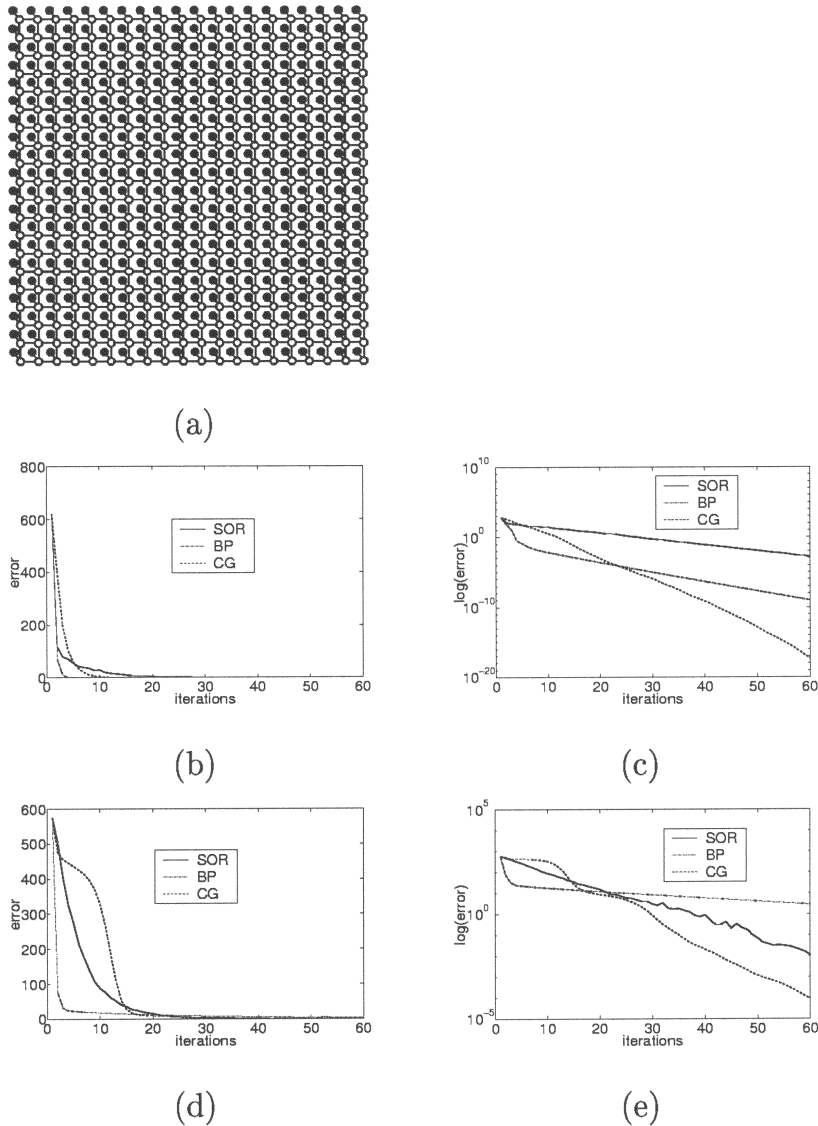 (a)
800
600
400
200
0
error
SOR
BP
CG
0 10 20 30 40 50 60
iterations
(b)
10^10
10^0
10^-10
10^-20
log(error)
SOR
BP
CG
0 10 20 30 40 50 60
iterations
(c)
600
500
400
300
200
100
0
error
SOR
BP
CG
0 10 20 30 40 50 60
iterations
(d)
10^5
10^0
10^-5
log(error)
SOR
BP
CG
0 10 20 30 40 50 60
iterations
(e)